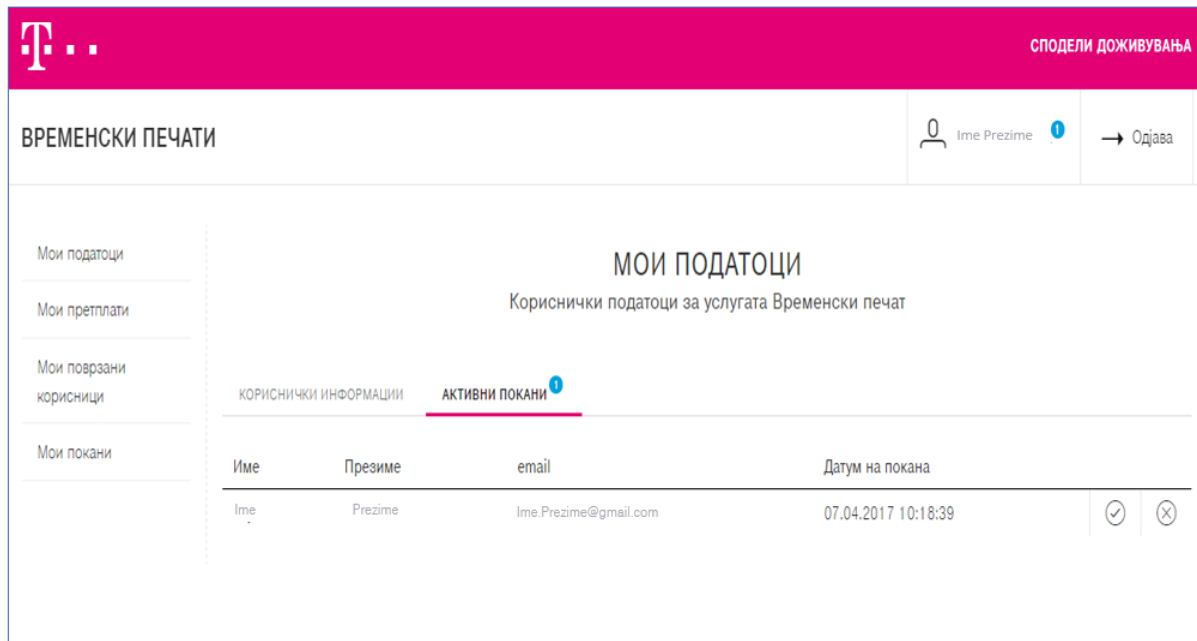 T
СПОДЕЛИ ДОЖИВУВАЊА
ВРЕМЕНСКИ ПЕЧАТИ
Ime Prezime 1
Одјава
Мои податоци
Мои претплати
Мои поврзани
корисници
Мои покани
МОИ ПОДАТОЦИ
Кориснички податоци за услугата Временски печат
КОРИСНИЧКИ ИНФОРМАЦИИ АКТИВНИ ПОКАНИ 1
Име Презиме email Датум на покана
Ime Prezime Ime.Prezime@gmail.com 07.04.2017 10:18:39